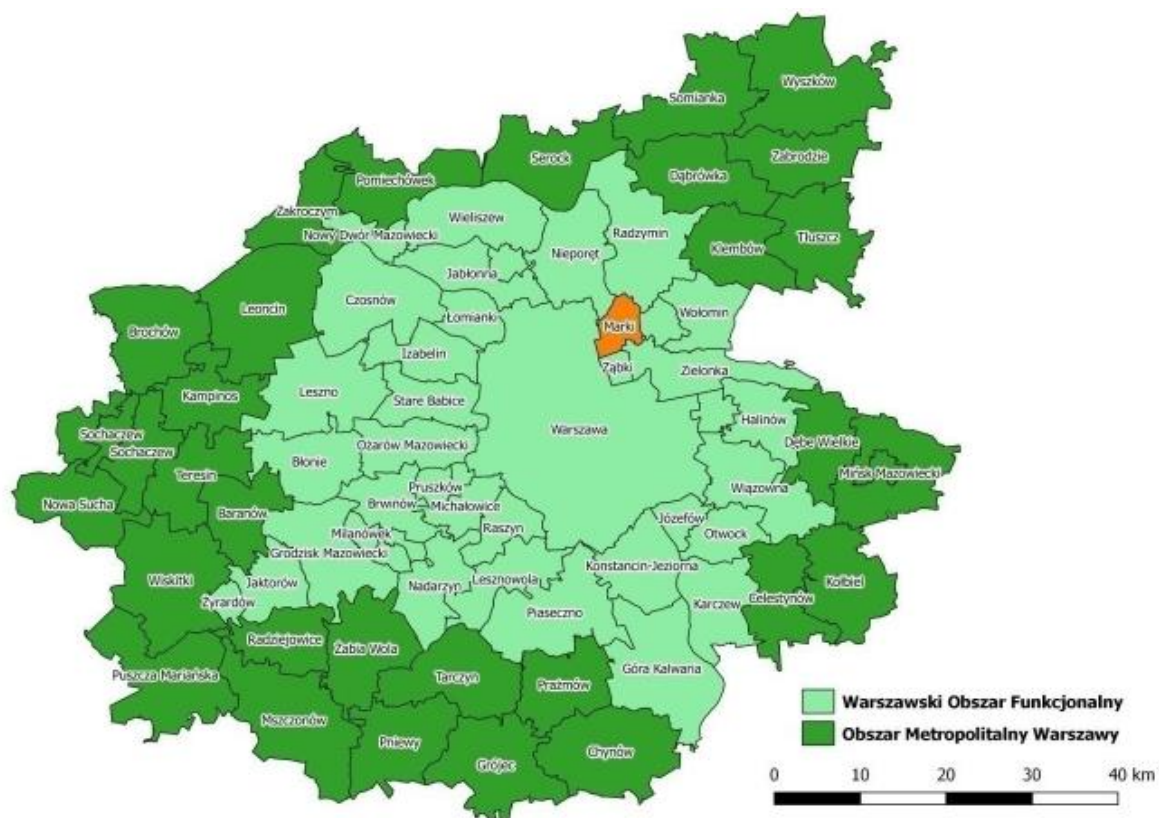 Wyszków
Somianka
Serock
Zabrodzie
Dąbrówka
Pomiechówek
Zakroczym
Wieliszew
Nowy Dwór Mazowiecki
Radzymin
Tłuszcz
Klembów
Nieporęt
Jabłonna
Czosnów
Leoncin
Łomianki
Wołomin
Marki
Brochów
Izabelin
Ząbki
Zielonka
Leszno
Kampinos
Stare Babice
Halinów
Warszawa
Sochaczew
Sochaczew
Ożarów Mazowiecki
Dębe Wielkie
Błonie
Mińsk Mazowiecki
Teresin
Pruszków
Wiązowna
Nowa Sucha
Brwinów
Michałowice
Baranów
Józefów
Raszyn
Milanówek
Otwock
Grodzisk Mazowiecki
Konstancin-Jeziorna
Wiskitki
Jaktorów
Nadarzyn
Lesznowola
Kołbiel
Żyrardów
Karczew
Celestynów
Piaseczno
Radziejowice
Żabia Wola
Góra Kalwaria
Puszcza Mariańska
Tarczyn
Prażmów
Mszczonów
Pniewy
Chynów
Grójec
Warszawski Obszar Funkcjonalny
Obszar Metropolitalny Warszawy
0 10 20 30 40 km